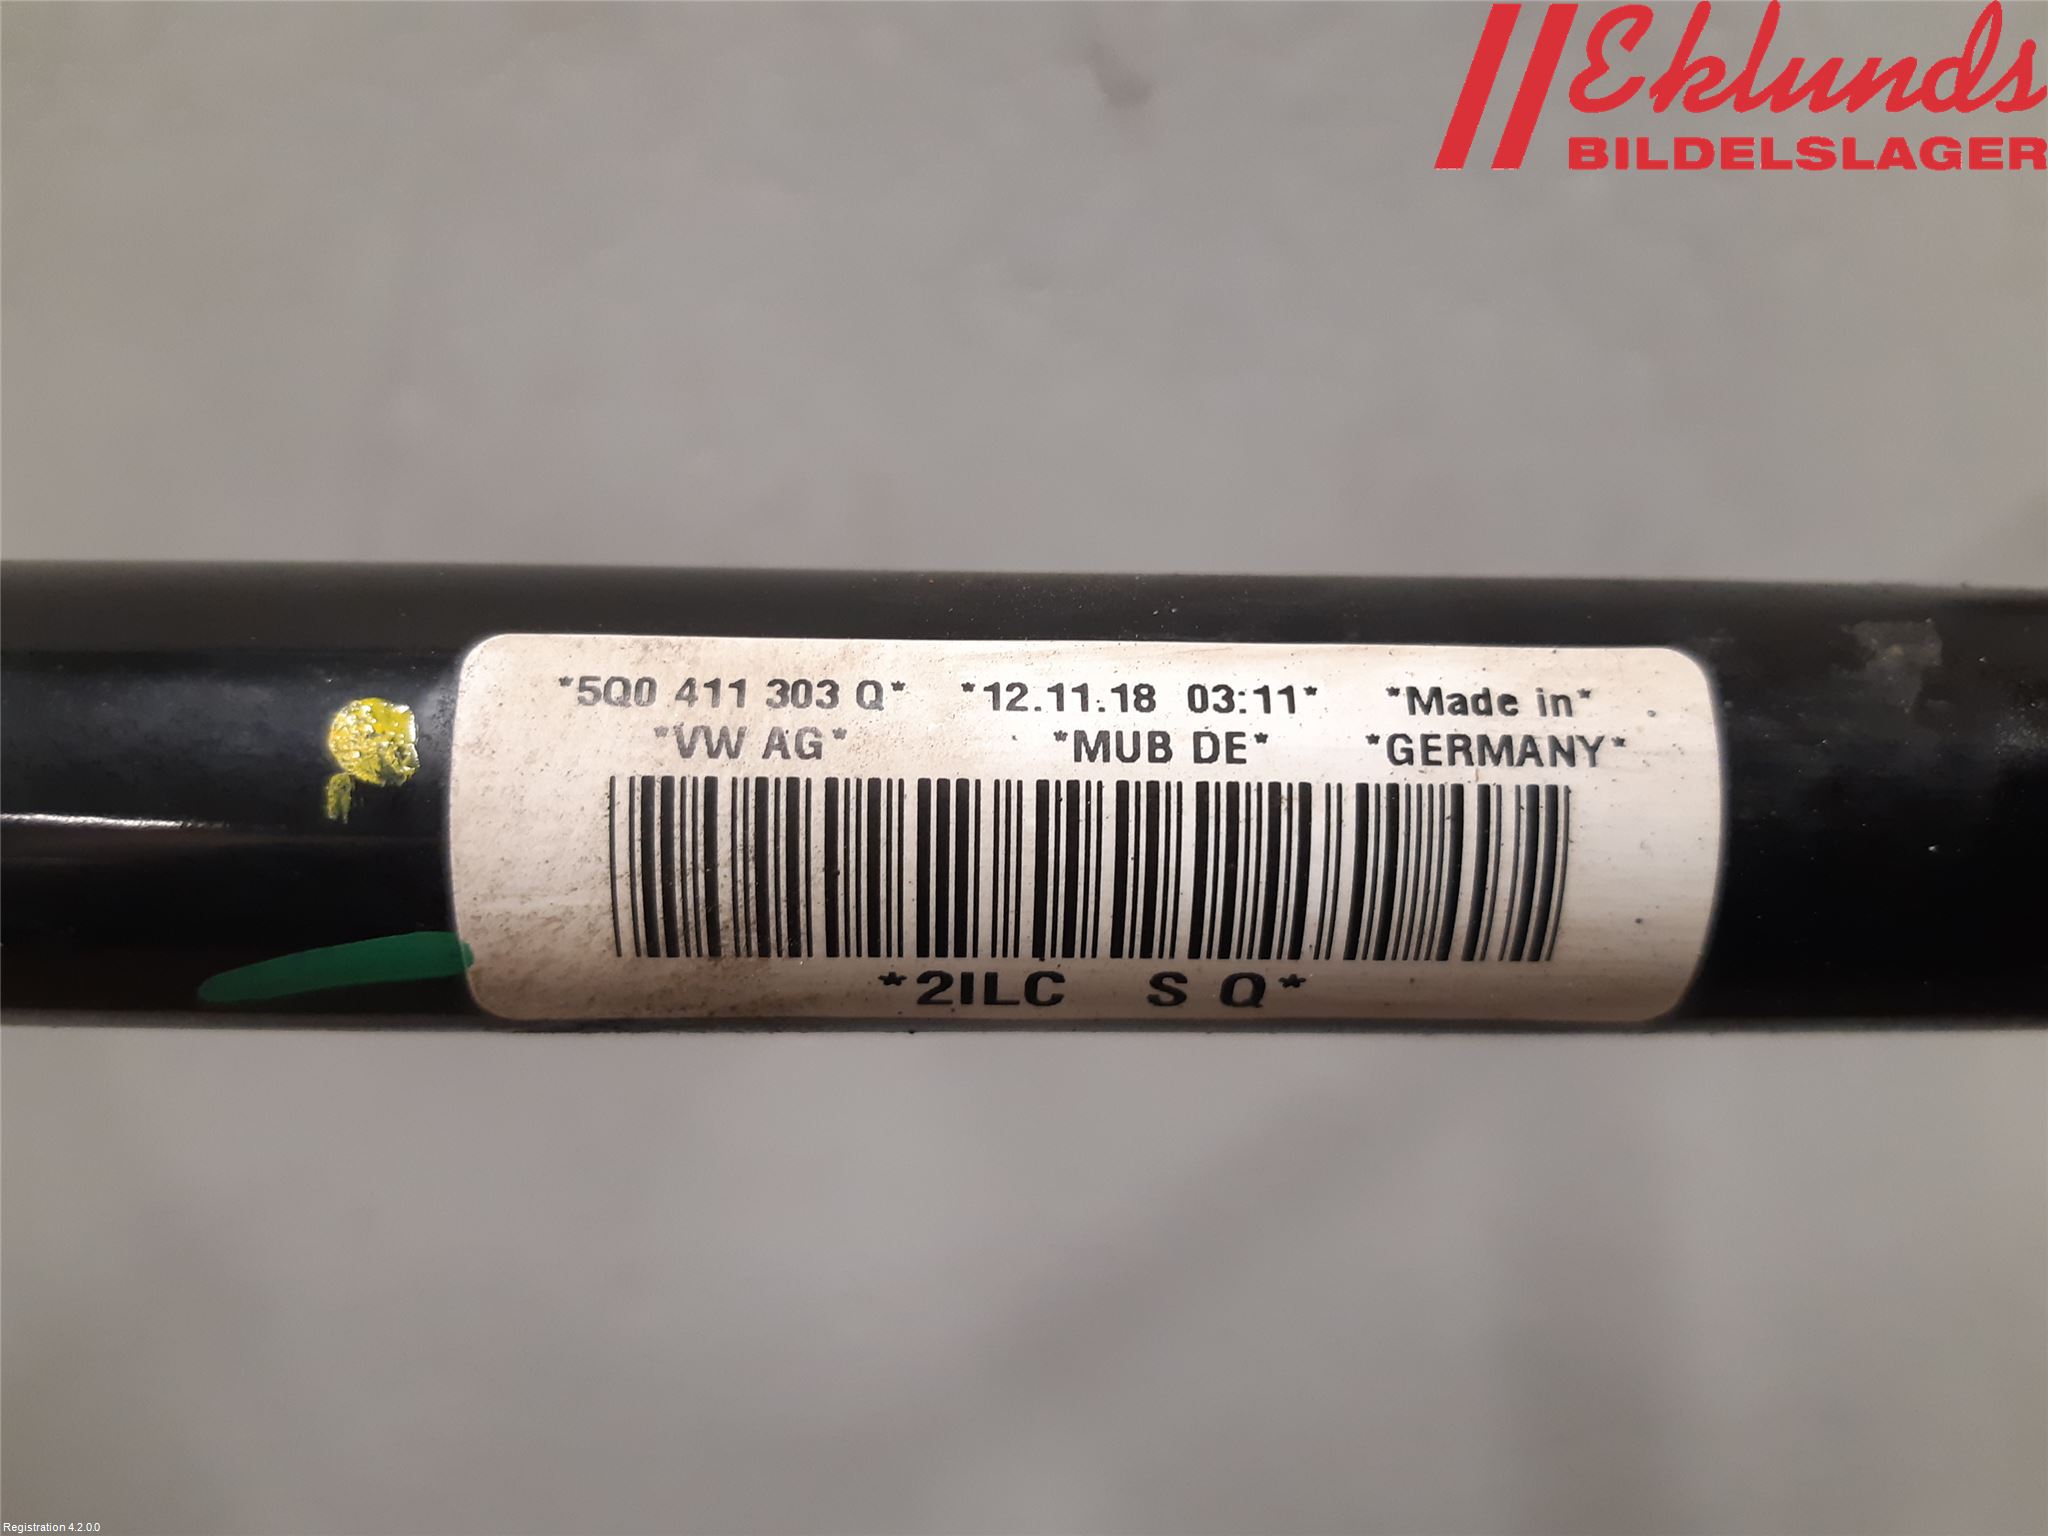 Eklunds
BILDELSLAGER
*5Q0 411 303 Q* *12.11.18 03:11* *Made in*
*VW AG* *MUB DE* *GERMANY*
*2ILC S Q*
Registration 4.2.0.0